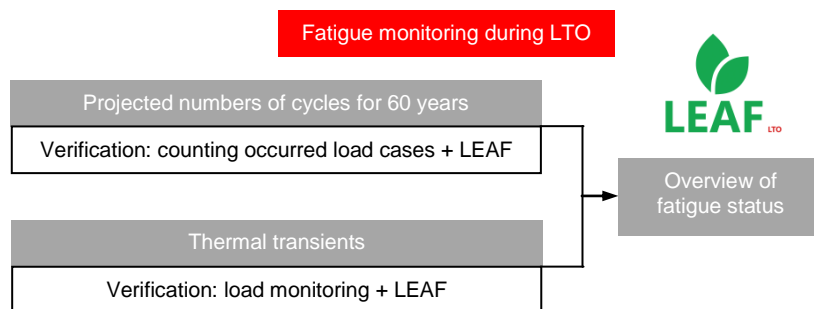 Fatigue monitoring during LTO
Projected numbers of cycles for 60 years
Verification: counting occurred load cases + LEAF
LEAF LTO
Overview of
fatigue status
Thermal transients
Verification: load monitoring + LEAF